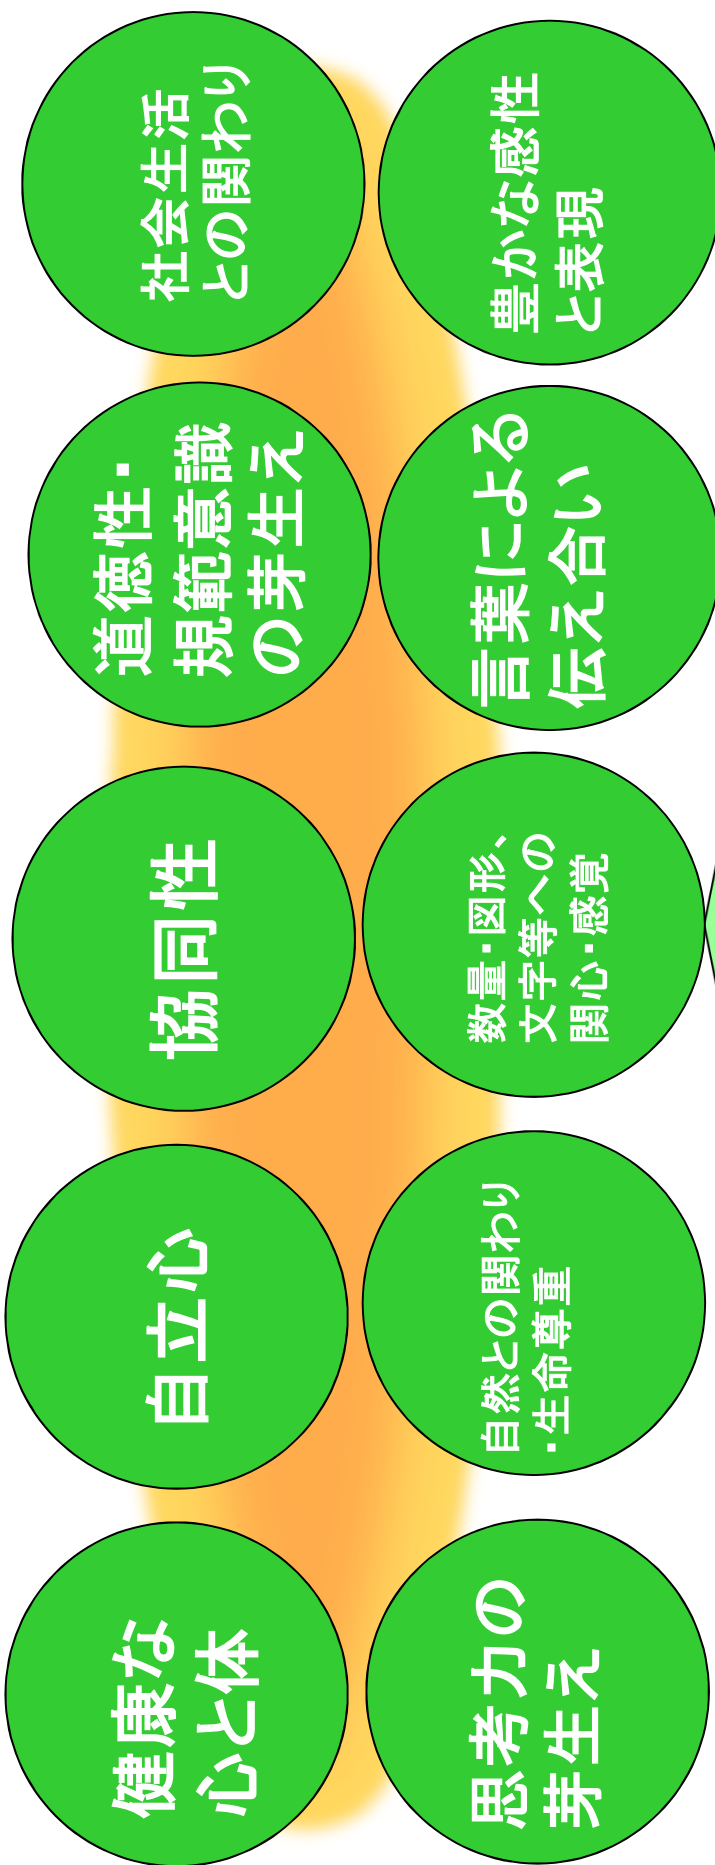 健康な
心と体
自立心
協同性
道徳性・
規範意識
の芽生え
社会生活
との関わり
思考力の
芽生え
自然との関わり
・生命尊重
数量・図形、
文字等への
関心・感覚
言葉による
伝え合い
豊かな感性
と表現